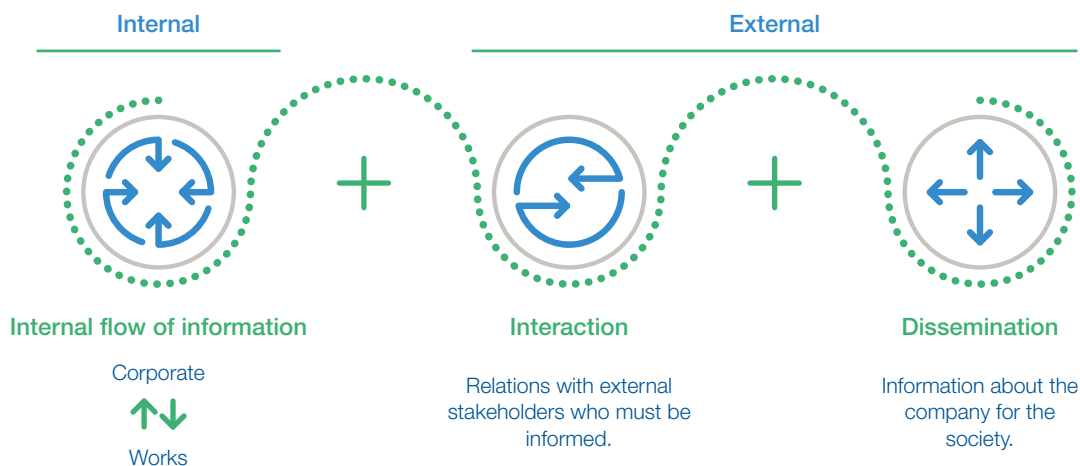 Internal
External
Internal flow of information
Interaction
Dissemination
Corporate
Works
Relations with external
stakeholders who must be
informed.
Information about the
company for the
society.